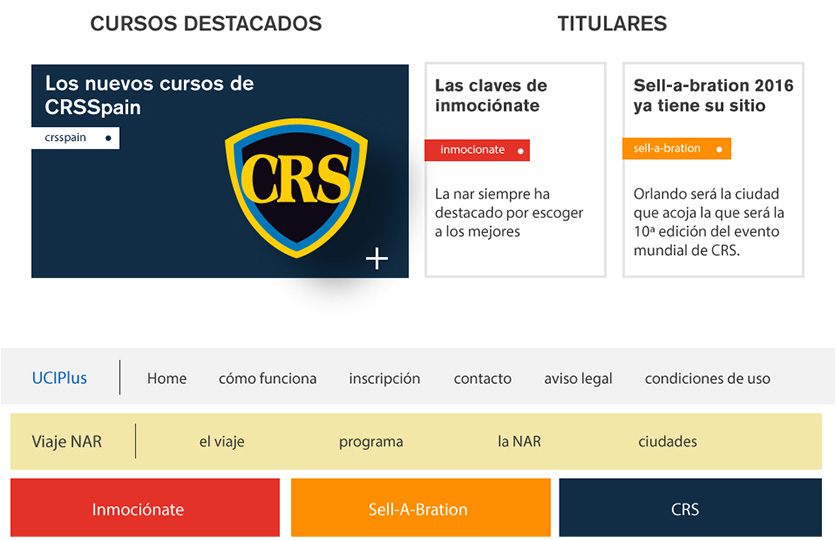 CURSOS DESTACADOS
TITULARES
Los nuevos cursos de
CRSSpain
crsspain
CRS
Las claves de
inmociónate
inmocionate
La nar siempre ha
destacado por escoger
a los mejores
Sell-a-bration 2016
ya tiene su sitio
sell-a-bration
Orlando será la ciudad
que acoja la que será la
10ª edición del evento
mundial de CRS.
UCIPlus Home cómo funciona inscripción contacto aviso legal condiciones de uso
Viaje NAR el viaje programa la NAR ciudades
Inmociónate Sell-A-Bration CRS